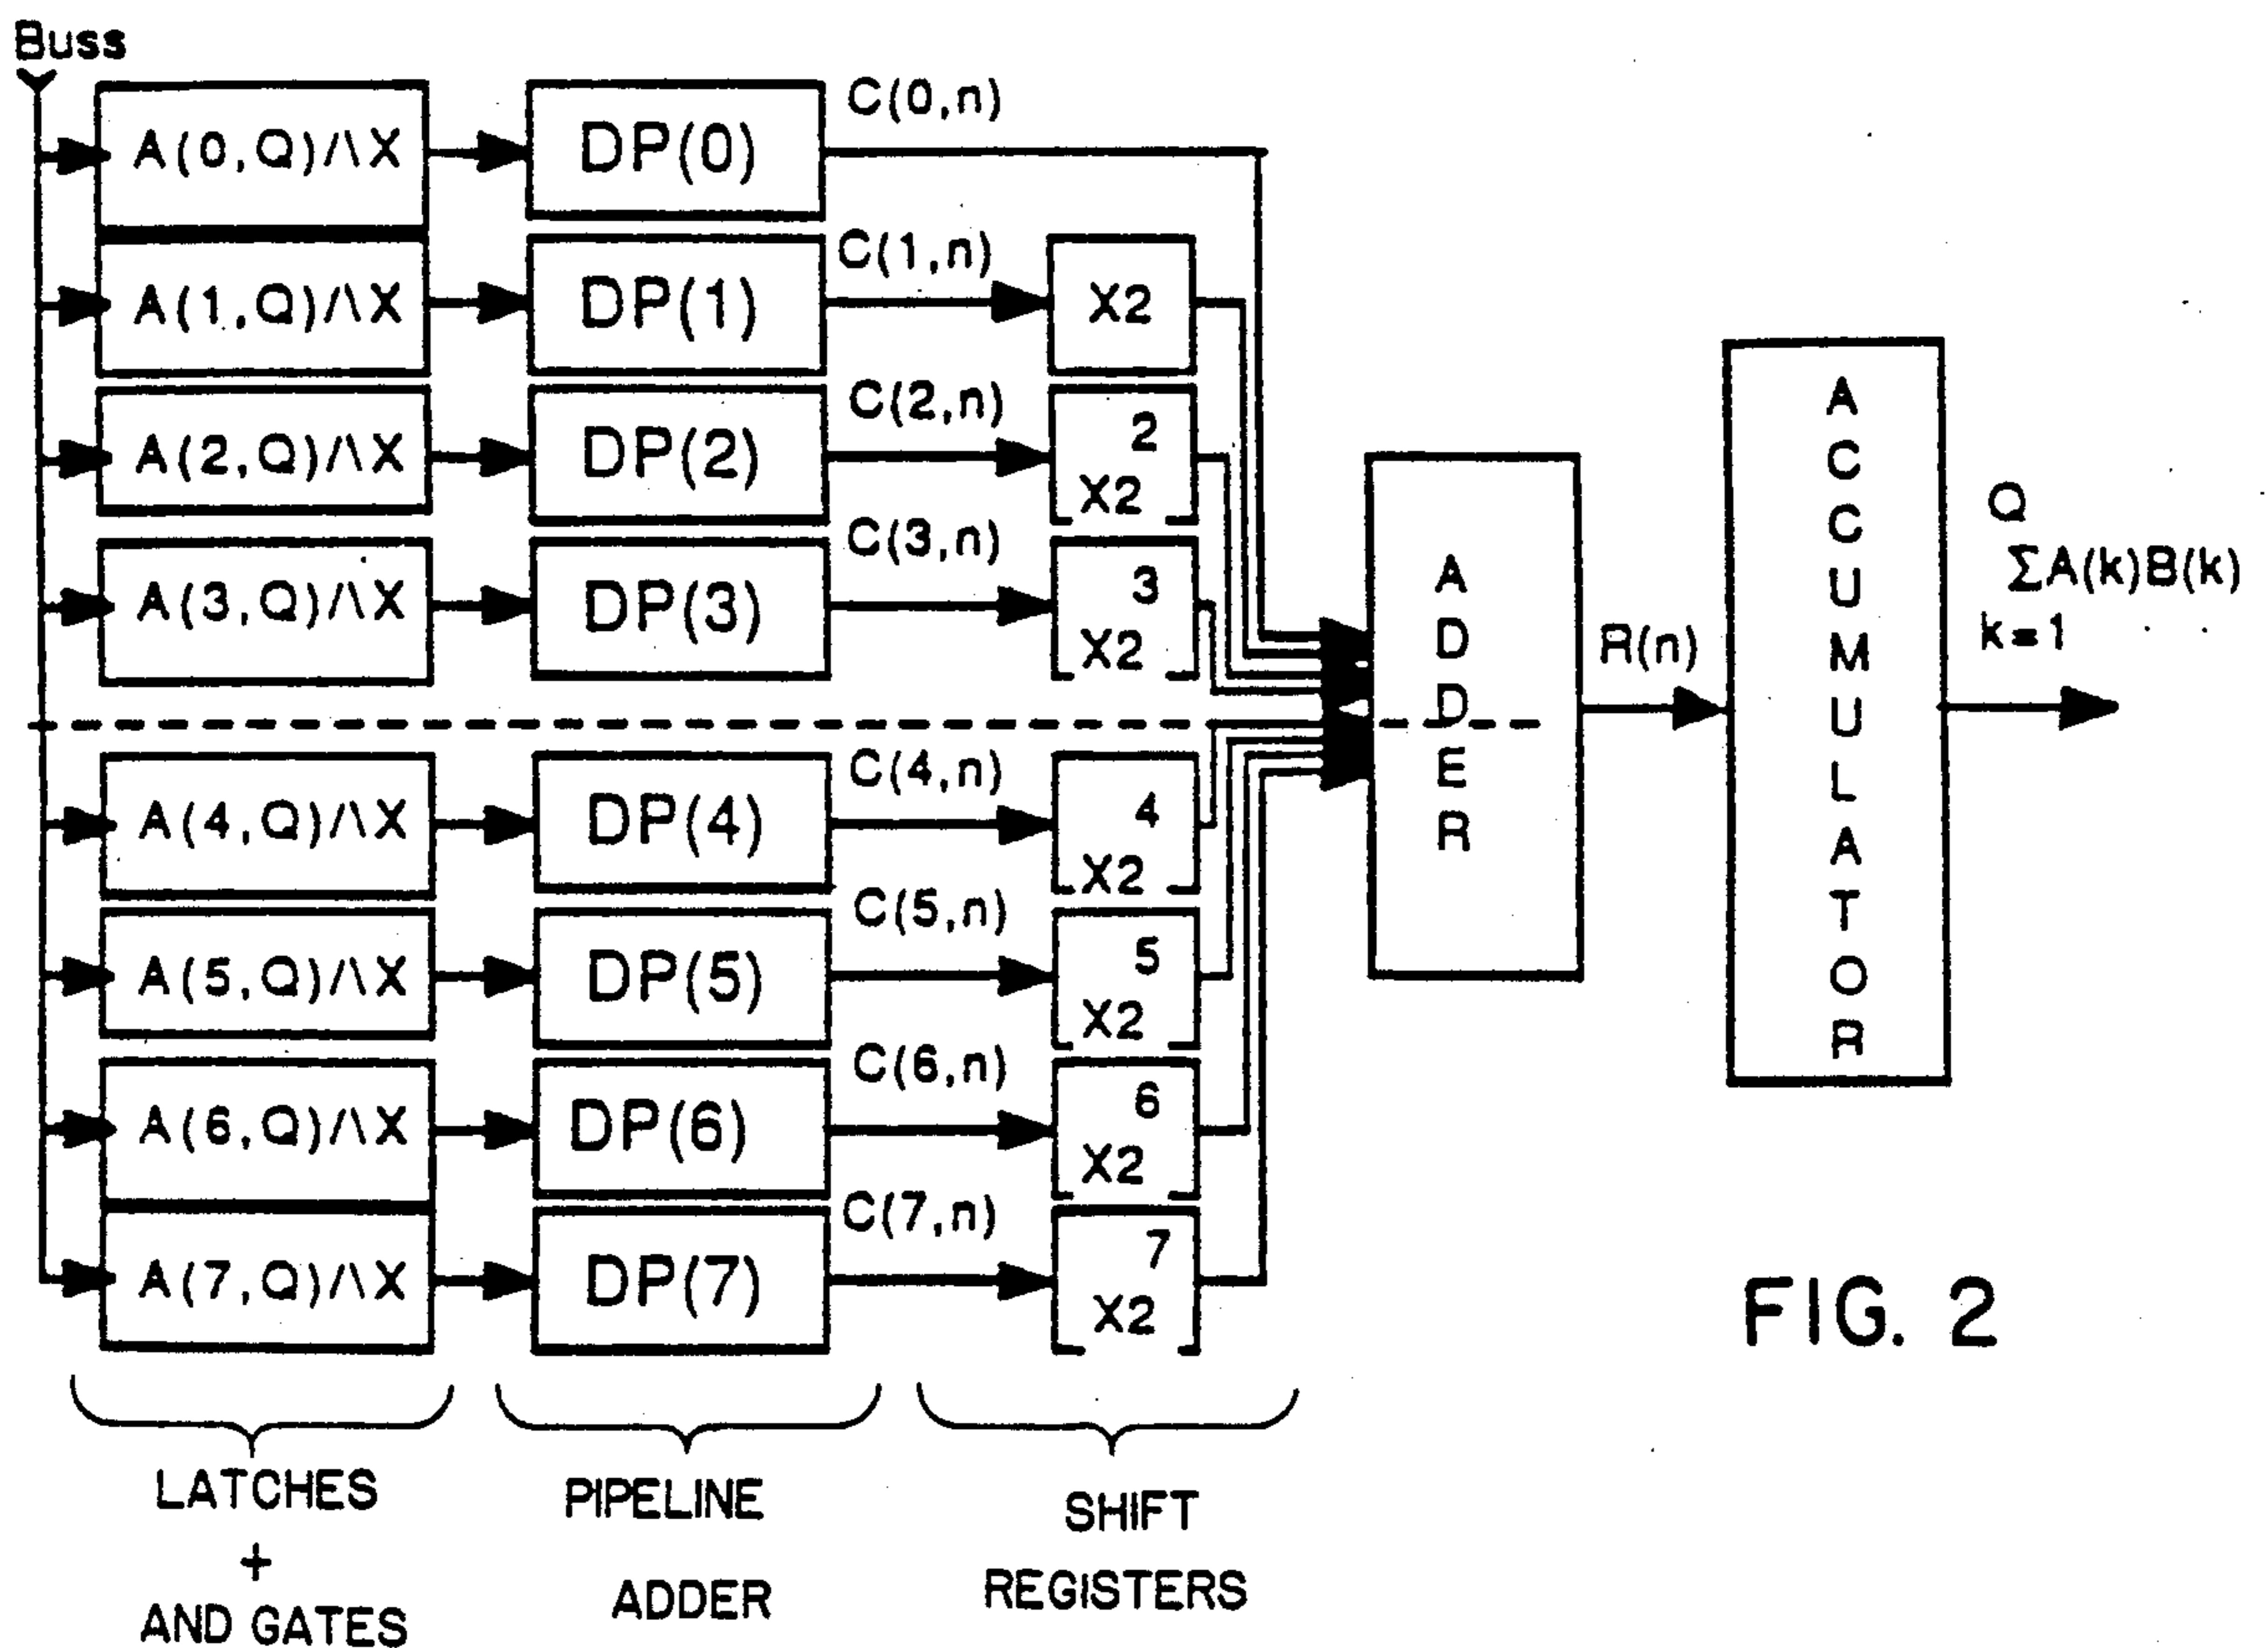 Buss
A(0,Q)/\X
DP(0)
C(0,n)
A(1,Q)/\X
DP(1)
C(1,n)
X2
A(2,Q)/\X
DP(2)
C(2,n)
2
X2
A(3,Q)/\X
DP(3)
C(3,n)
3
X2
A(4,Q)/\X
DP(4)
C(4,n)
4
X2
A(5,Q)/\X
DP(5)
C(5,n)
5
X2
A(6,Q)/\X
DP(6)
C(6,n)
6
X2
A(7,Q)/\X
DP(7)
C(7,n)
7
X2
ADDER
R(n)
ACCUMULATOR
Q
ΣA(k)B(k)
k=1
LATCHES
+
AND GATES
PIPELINE
ADDER
SHIFT
REGISTERS
FIG. 2